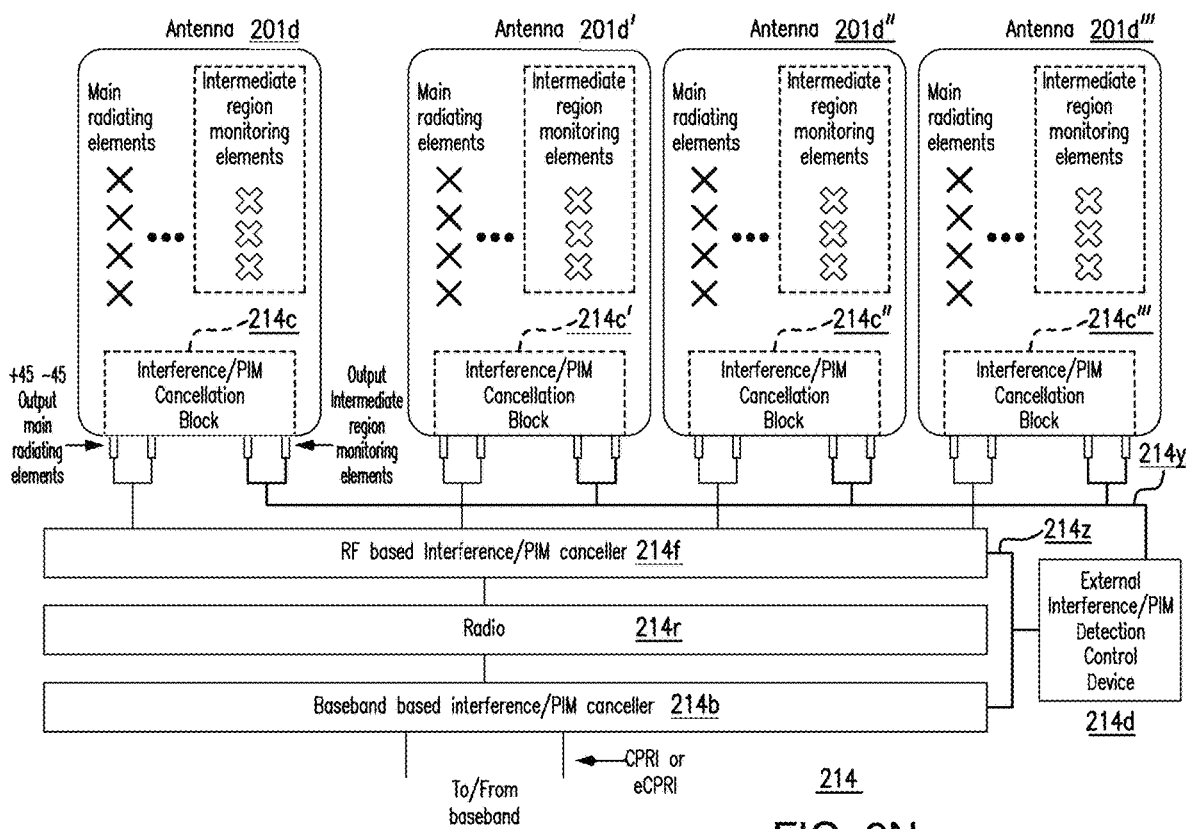 Antenna 201d
Antenna 201d'
Antenna 201d"
Antenna 201d'''
Main
radiating
elements
Intermediate
region
monitoring
elements
Main
radiating
elements
Intermediate
region
monitoring
elements
Main
radiating
elements
Intermediate
region
monitoring
elements
Main
radiating
elements
Intermediate
region
monitoring
elements
214c
214c'
214c"
214c'''
+45 ~45
Output
main
radiating
elements
Interference/PIM
Cancellation
Block
Output
Intermediate
region
monitoring
elements
Interference/PIM
Cancellation
Block
Interference/PIM
Cancellation
Block
Interference/PIM
Cancellation
Block
214y
RF based Interference/PIM canceller 214f
214z
Radio 214r
External
Interference/PIM
Detection
Control
Device
214d
Baseband based interference/PIM canceller 214b
To/From
baseband
CPRI or
eCPRI
214